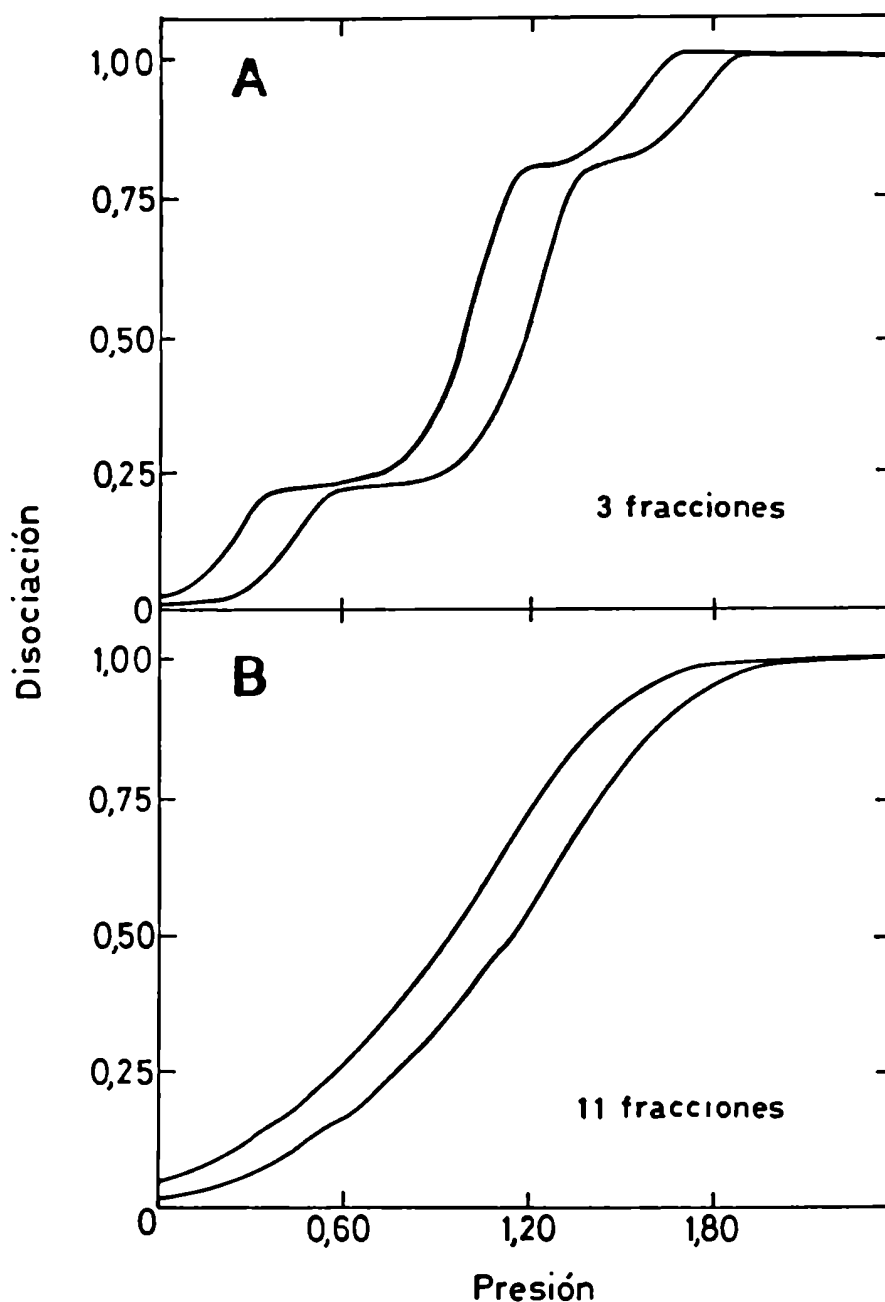 A
1,00
0,75
0,50
0,25
0
3 fracciones
Disociación
B
1,00
0,75
0,50
0,25
0
0,60
1,20
1,80
11 fracciones
Presión